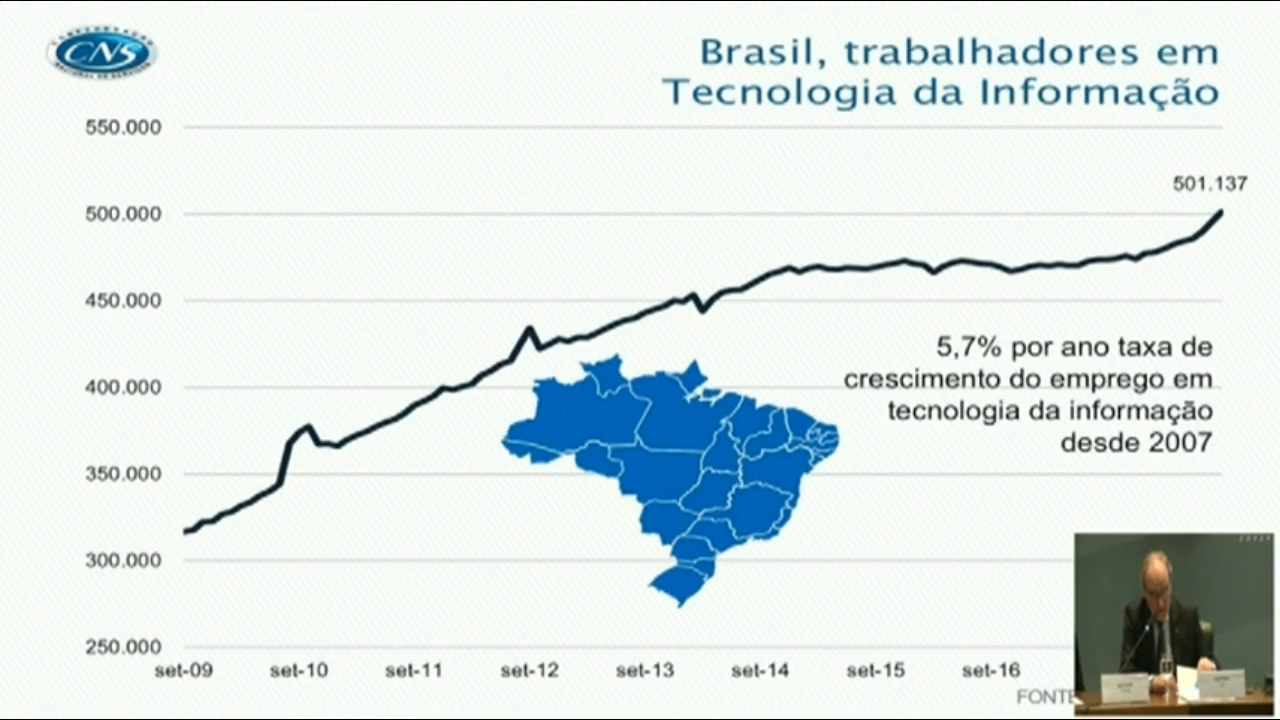 CNS
Brasil, trabalhadores em
Tecnologia da Informação
550.000
501.137
500.000
450.000
5,7% por ano taxa de
400.000
crescimento do emprego em
tecnologia da informação
desde 2007
350.000
300.000
250.000
set-09 set-10 set-11 set-12 set-13 set-14 set-15 set-16
FONTE